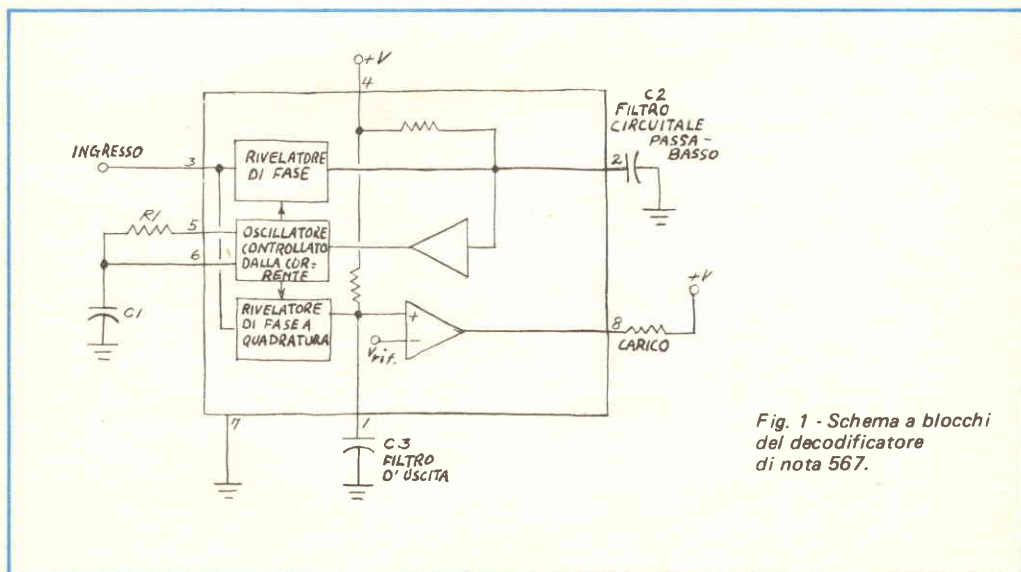 +V
4
C2
FILTRO
CIRCUITALE
PASSA-
BASSO
INGRESSO
3
RIVELATORE
DI FASE
2
R1
5
OSCILLATORE
CONTROLLATO
DALLA COR-
RENTE
6
C1
+V
RIVELATORE
DI FASE A
QUADRATURA
+
-
Vrif.
8
CARICO
7
1
C3
FILTRO
D'USCITA
Fig. 1 - Schema a blocchi
del decodificatore
di nota 567.